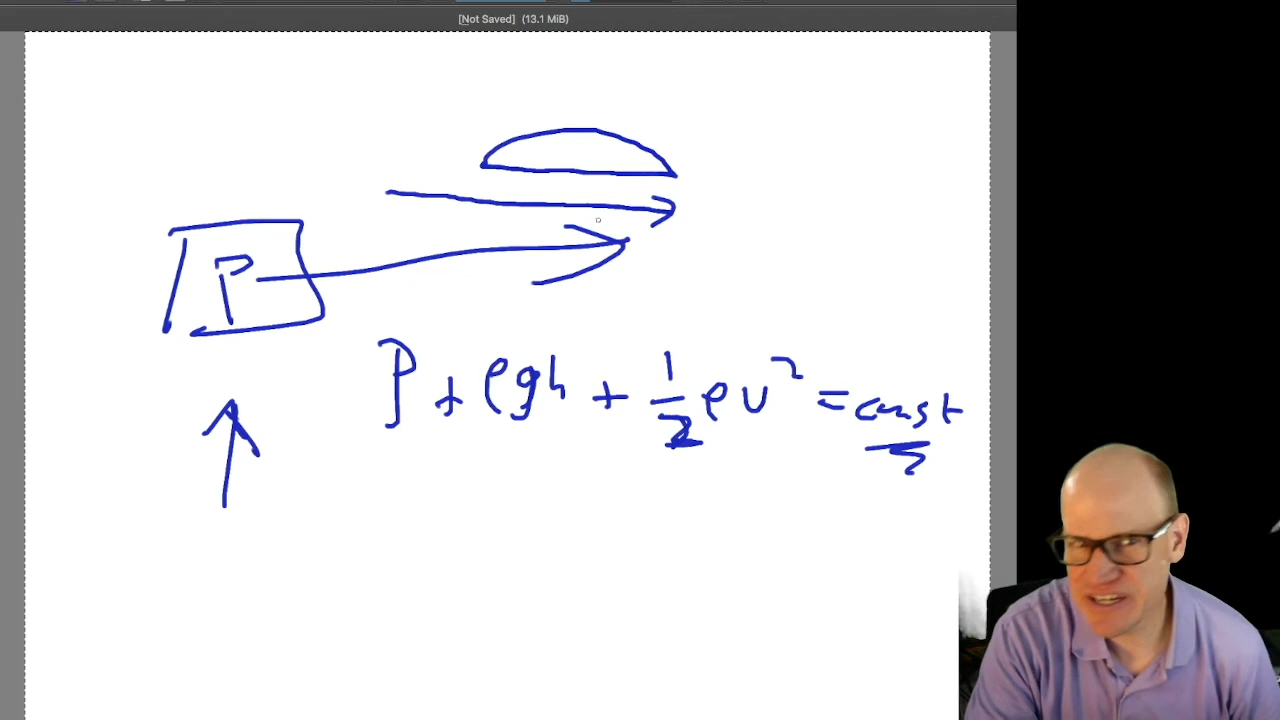 [Not Saved] (13.1 MiB)
P
P + ρgh + 1/2 ρv² = const